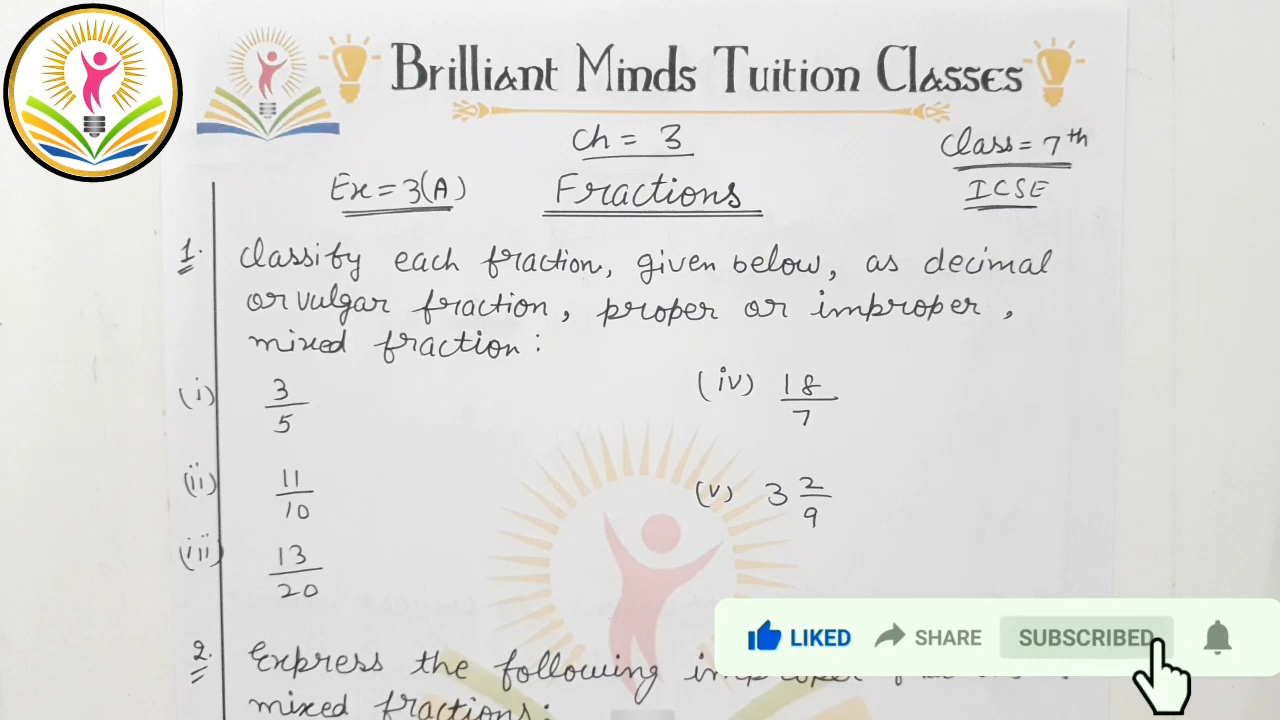 Brilliant Minds Tuition Classes
Ch = 3
Class = 7th
Ex = 3(A)
Fractions
ICSE
1. Classify each fraction, given below, as decimal
or vulgar fraction, proper or improper,
mixed fraction:
(i) 3/5
(iv) 18/7
(ii) 11/10
(v) 3 2/9
(iii) 13/20
LIKED SHARE SUBSCRIBED
2. Express the following
mixed fractions: